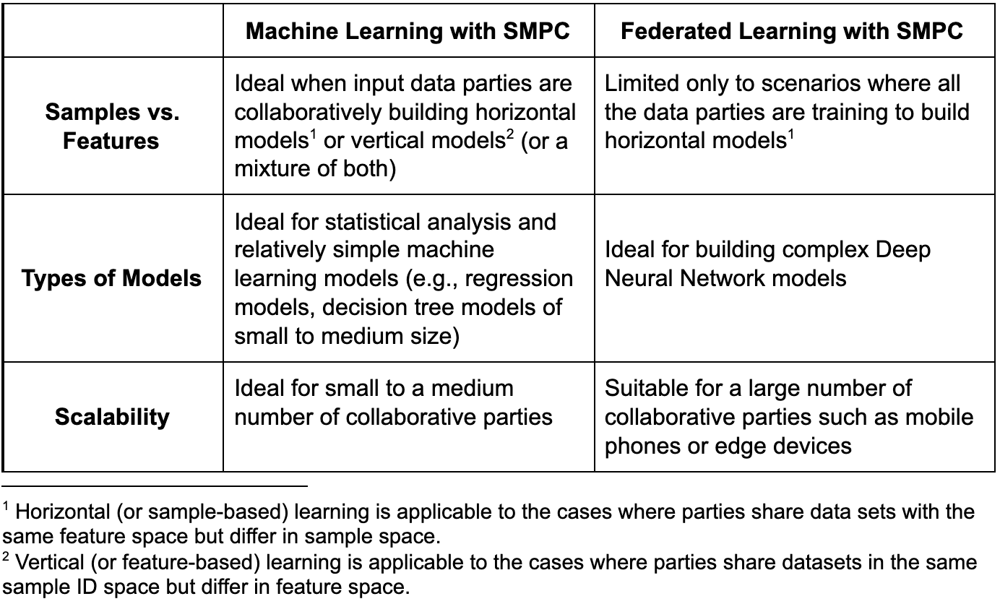 Machine Learning with SMPC
Federated Learning with SMPC
Samples vs.
Features
Ideal when input data parties are
collaboratively building horizontal
models¹ or vertical models² (or a
mixture of both)
Limited only to scenarios where all
the data parties are training to build
horizontal models¹
Types of Models
Ideal for statistical analysis and
relatively simple machine
learning models (e.g., regression
models, decision tree models of
small to medium size)
Ideal for building complex Deep
Neural Network models
Scalability
Ideal for small to a medium
number of collaborative parties
Suitable for a large number of
collaborative parties such as mobile
phones or edge devices
¹ Horizontal (or sample-based) learning is applicable to the cases where parties share data sets with the
same feature space but differ in sample space.
² Vertical (or feature-based) learning is applicable to the cases where parties share datasets in the same
sample ID space but differ in feature space.